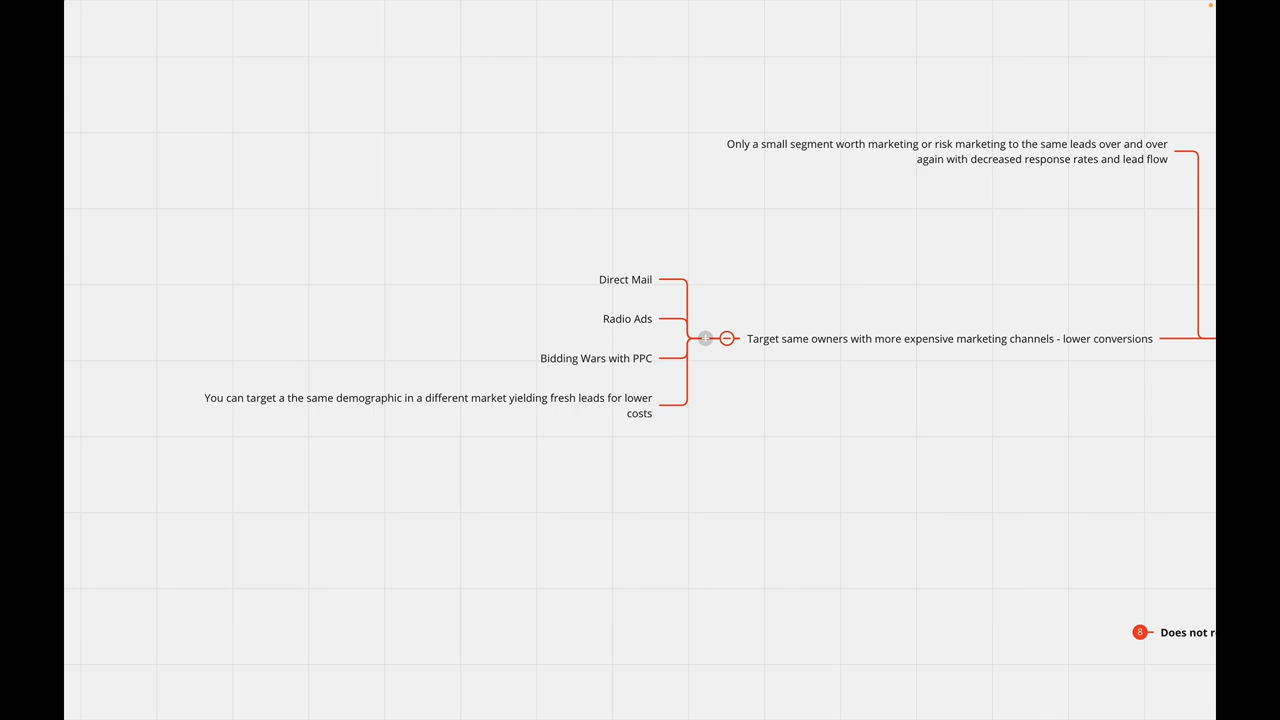 Only a small segment worth marketing or risk marketing to the same leads over and over
again with decreased response rates and lead flow
Direct Mail
Radio Ads
Target same owners with more expensive marketing channels - lower conversions
Bidding Wars with PPC
You can target a the same demographic in a different market yielding fresh leads for lower
costs
8
Does not r